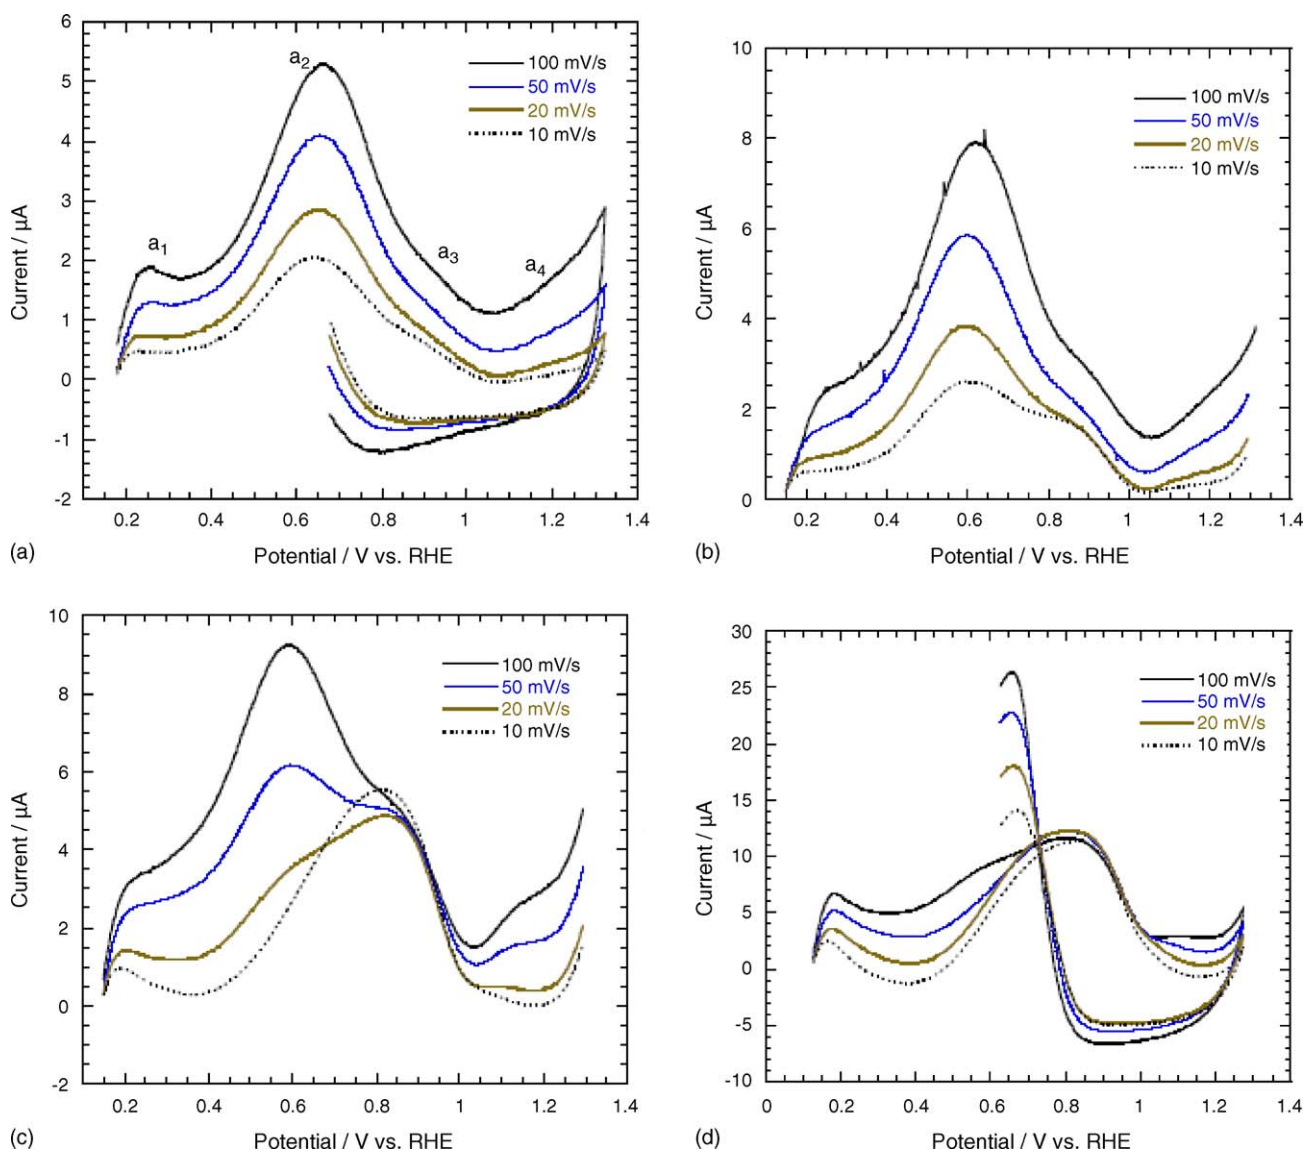 6
5
4
3
2
1
0
-1
-2
Current / µA
a1
a2
a3
a4
100 mV/s
50 mV/s
20 mV/s
10 mV/s
0.2 0.4 0.6 0.8 1 1.2 1.4
(a)
Potential / V vs. RHE
10
8
6
4
2
0
Current / µA
100 mV/s
50 mV/s
20 mV/s
10 mV/s
0.2 0.4 0.6 0.8 1 1.2 1.4
(b)
Potential / V vs. RHE
10
8
6
4
2
0
-2
Current / µA
100 mV/s
50 mV/s
20 mV/s
10 mV/s
0.2 0.4 0.6 0.8 1 1.2 1.4
(c)
Potential / V vs. RHE
30
25
20
15
10
5
0
-5
-10
Current / µA
100 mV/s
50 mV/s
20 mV/s
10 mV/s
0 0.2 0.4 0.6 0.8 1 1.2 1.4
(d)
Potential / V vs. RHE